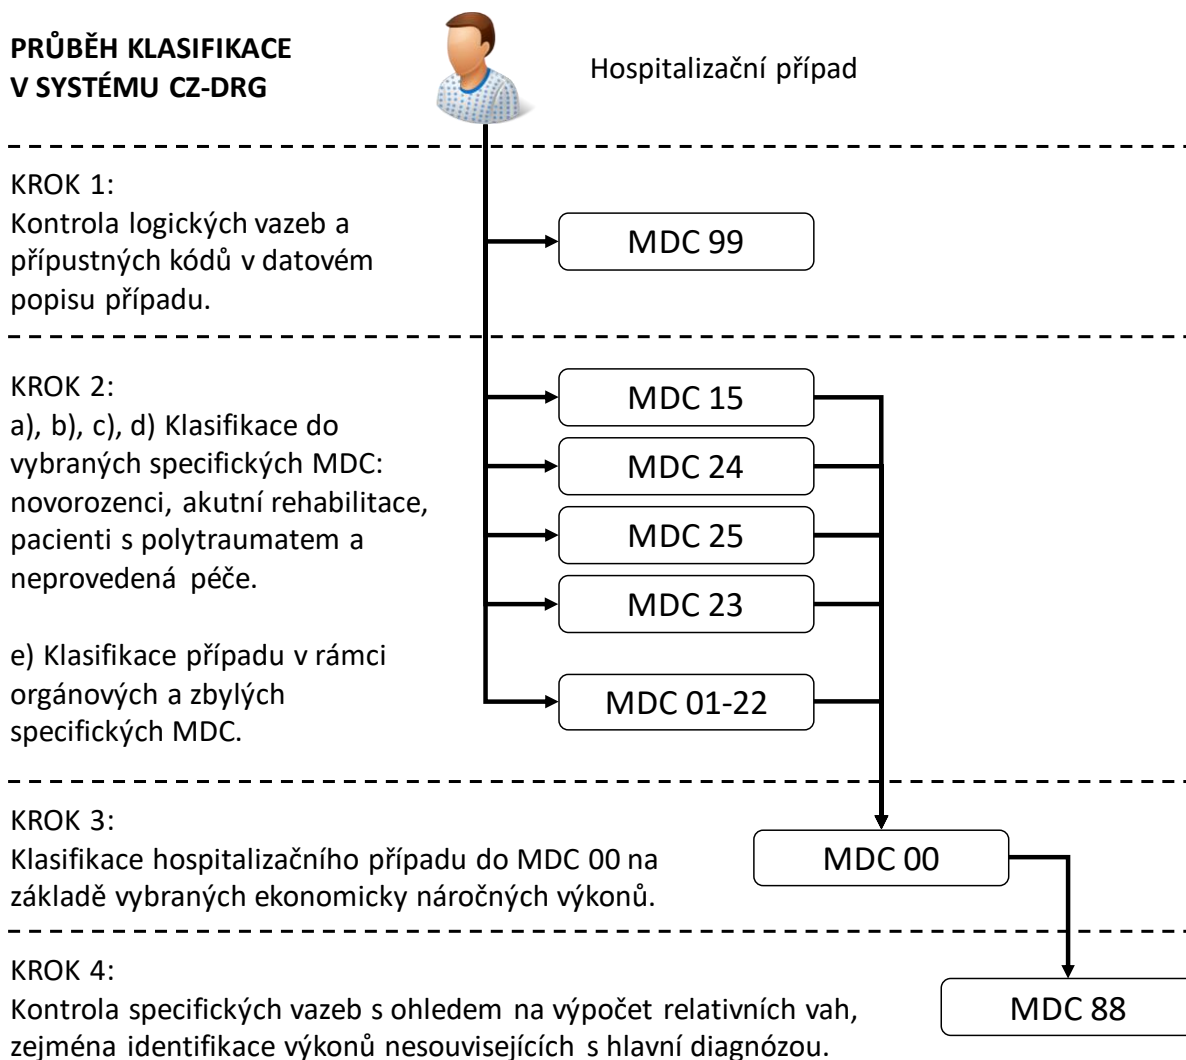 PRŮBĚH KLASIFIKACE
V SYSTÉMU CZ-DRG
Hospitalizační případ
KROK 1:
Kontrola logických vazeb a
přípustných kódů v datovém
popisu případu.
MDC 99
KROK 2:
a), b), c), d) Klasifikace do
vybraných specifických MDC:
novorozenci, akutní rehabilitace,
pacienti s polytraumatem a
neprovedená péče.
e) Klasifikace případu v rámci
orgánových a zbylých
specifických MDC.
MDC 15
MDC 24
MDC 25
MDC 23
MDC 01-22
KROK 3:
Klasifikace hospitalizačního případu do MDC 00 na
základě vybraných ekonomicky náročných výkonů.
MDC 00
KROK 4:
Kontrola specifických vazeb s ohledem na výpočet relativních vah,
zejména identifikace výkonů nesouvisejících s hlavní diagnózou.
MDC 88